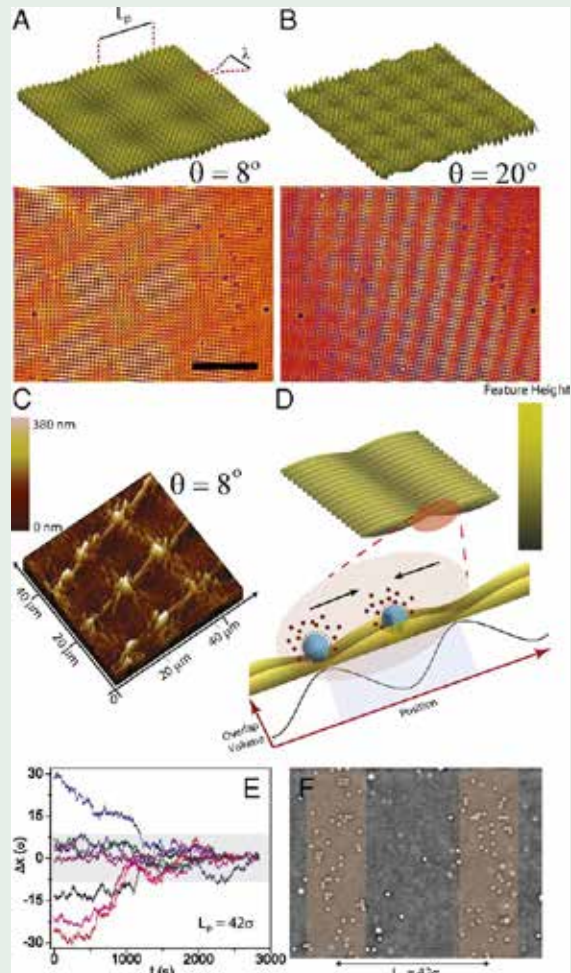 A
L_p
λ
B
θ = 8°
θ = 20°
Feature Height
C
380 nm
0 nm
θ = 8°
40 μm
20 μm
0
20 μm
40 μm
D
Overlap
Volume
Position
E
30
15
0
-15
-30
Δx (σ)
L_p = 42σ
0
1000
2000
3000
t (s)
F
L_p = 42σ